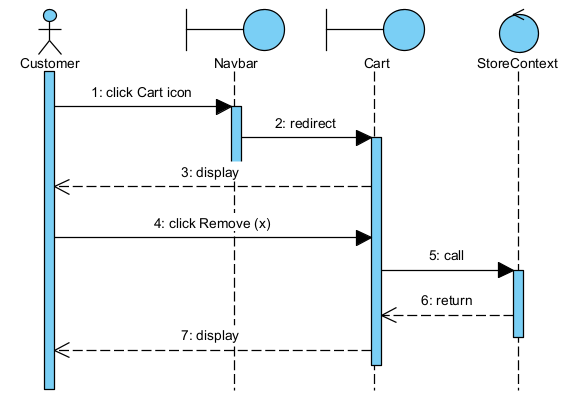 Customer
Navbar
Cart
StoreContext
1: click Cart icon
2: redirect
3: display
4: click Remove (x)
5: call
6: return
7: display